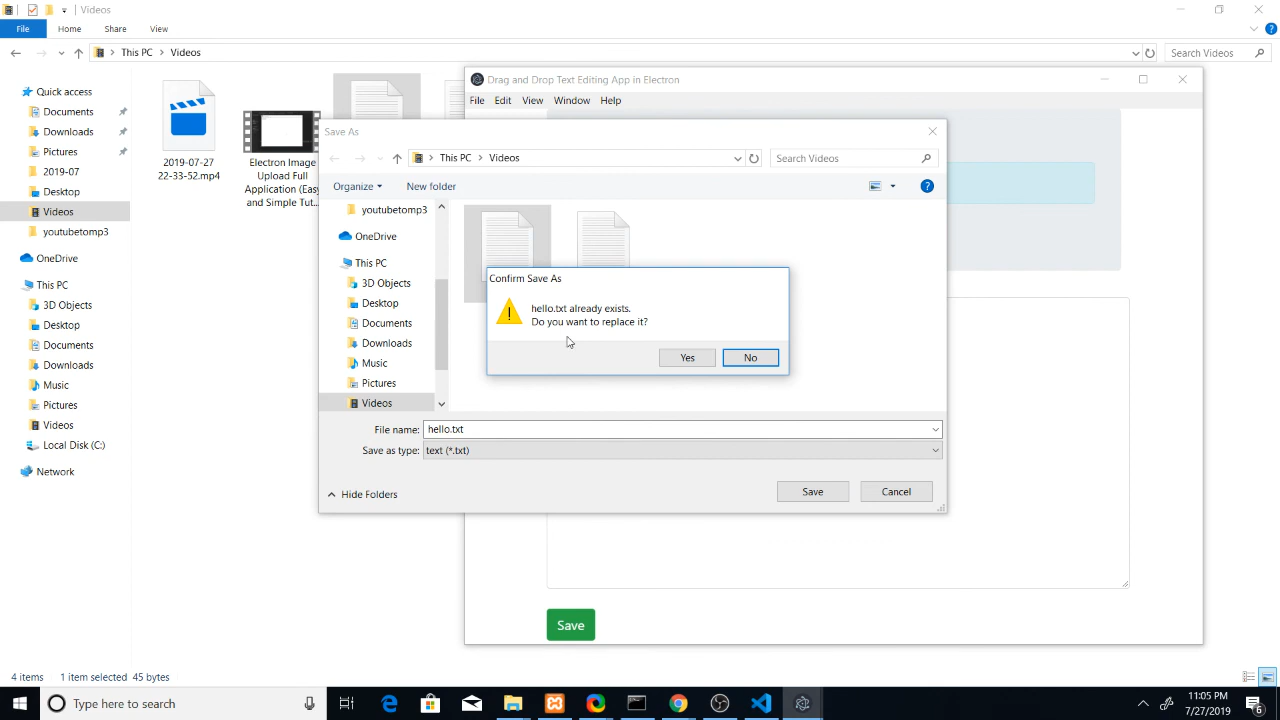 Videos
File
Home
Share
View
This PC
Videos
Search Videos
Quick access
Documents
Downloads
Pictures
2019-07
Desktop
Videos
youtubetomp3
OneDrive
This PC
3D Objects
Desktop
Documents
Downloads
Music
Pictures
Videos
Local Disk (C:)
Network
2019-07-27
22-33-52.mp4
Electron Image
Upload Full
Application (Easy
and Simple Tut...
Drag and Drop Text Editing App in Electron
File
Edit
View
Window
Help
Save As
This PC
Videos
Search Videos
Organize
New folder
youtubetomp3
OneDrive
This PC
3D Objects
Desktop
Documents
Downloads
Music
Pictures
Videos
Confirm Save As
hello.txt already exists.
Do you want to replace it?
Yes
No
File name:
hello.txt
Save as type:
text (*.txt)
Hide Folders
Save
Cancel
Save
4 items
1 item selected 45 bytes
Type here to search
11:05 PM
7/27/2019
6